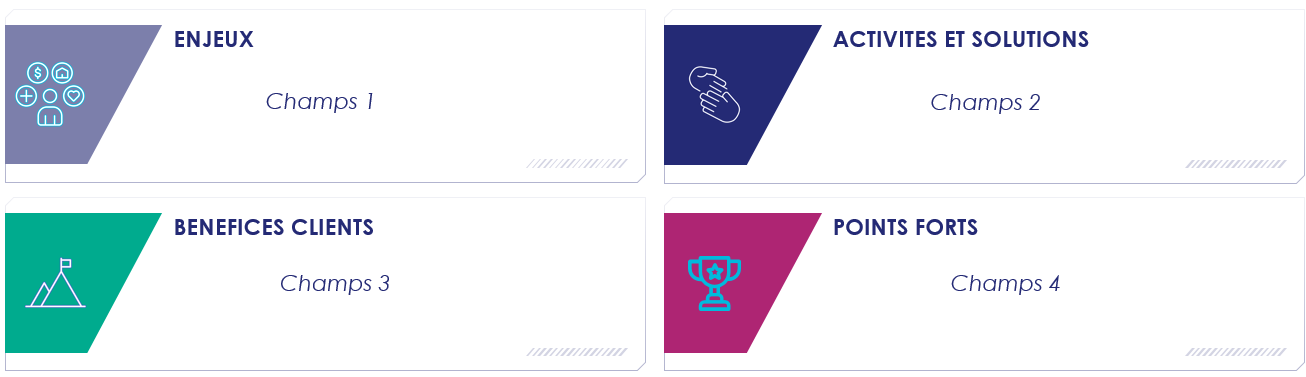 ENJEUX
Champs 1
ACTIVITES ET SOLUTIONS
Champs 2
BENEFICES CLIENTS
Champs 3
POINTS FORTS
Champs 4